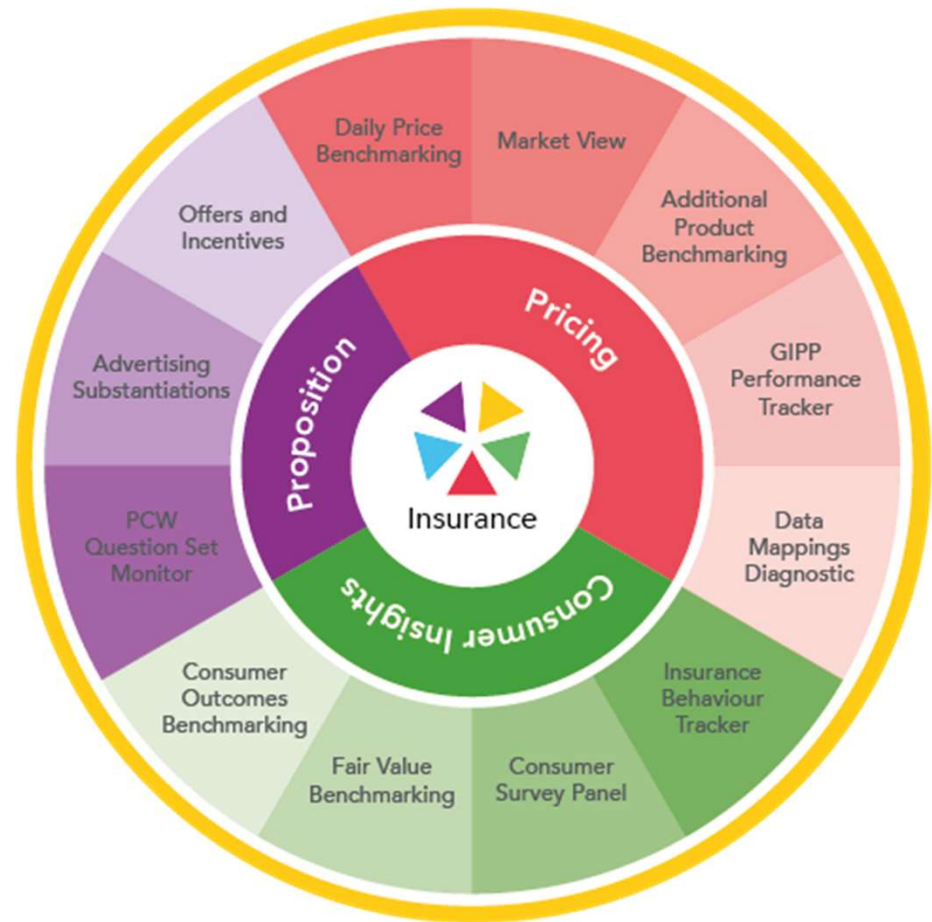 Daily Price
Benchmarking
Market View
Additional
Product
Benchmarking
GIPP
Performance
Tracker
Data
Mappings
Diagnostic
Insurance
Behaviour
Tracker
Consumer
Survey Panel
Fair Value
Benchmarking
Consumer
Outcomes
Benchmarking
PCW
Question Set
Monitor
Advertising
Substantiations
Offers and
Incentives
Pricing
Consumer Insights
Proposition
Insurance